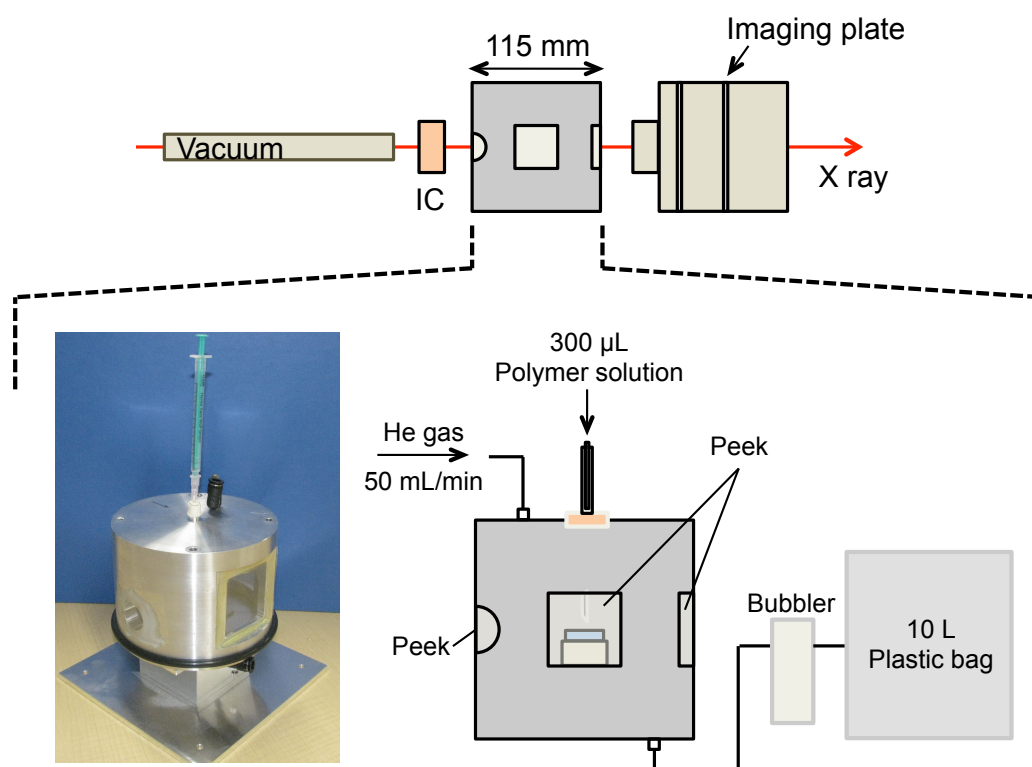 Imaging plate
115 mm
Vacuum
IC
X ray
300 µL
Polymer solution
He gas
50 mL/min
Peek
Peek
Bubbler
10 L
Plastic bag